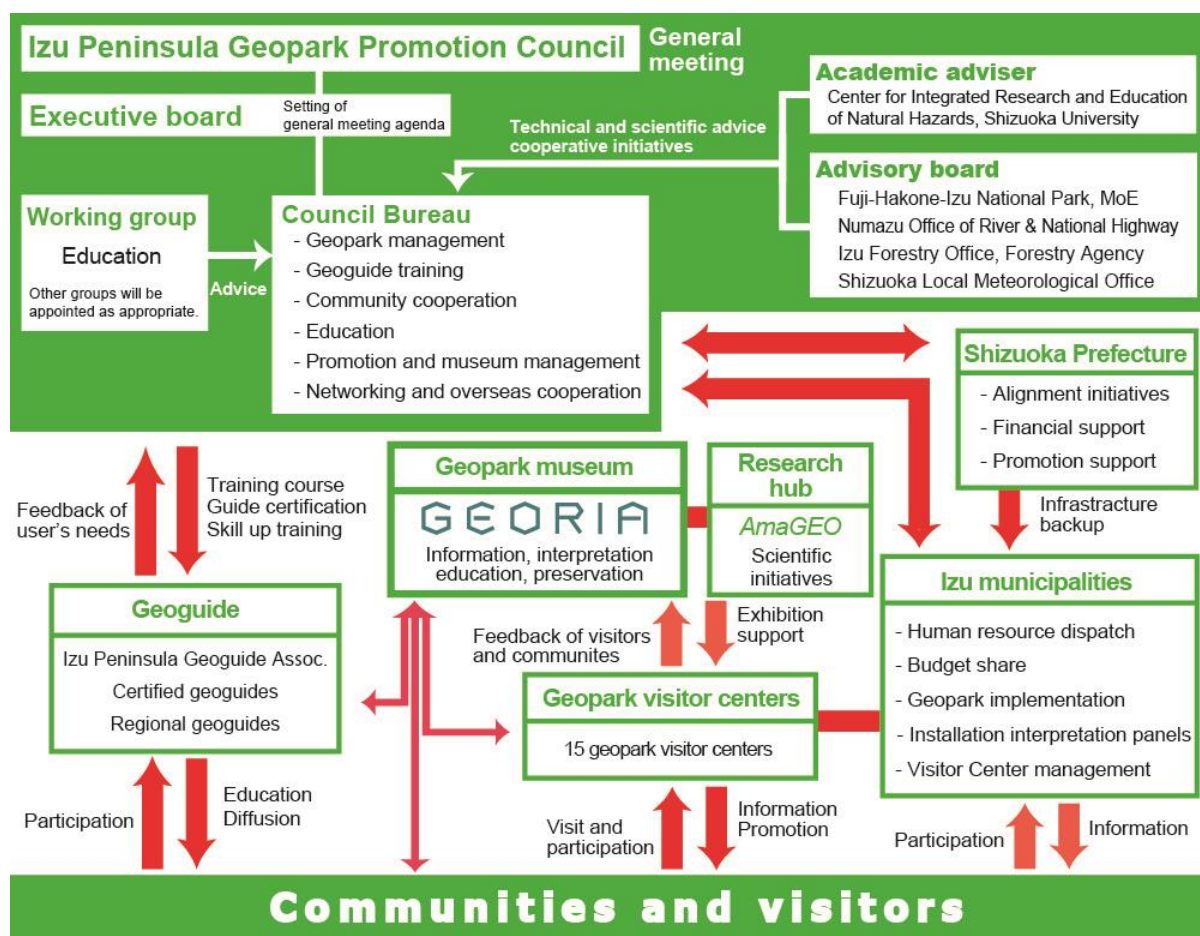 Izu Peninsula Geopark Promotion Council
General
meeting
Executive board
Setting of
general meeting agenda
Technical and scientific advice
cooperative initiatives
Academic adviser
Center for Integrated Research and Education
of Natural Hazards, Shizuoka University
Advisory board
Fuji-Hakone-Izu National Park, MoE
Numazu Office of River & National Highway
Izu Forestry Office, Forestry Agency
Shizuoka Local Meteorological Office
Working group
Education
Other groups will be
appointed as appropriate.
Advice
Council Bureau
- Geopark management
- Geoguide training
- Community cooperation
- Education
- Promotion and museum management
- Networking and overseas cooperation
Shizuoka Prefecture
- Alignment initiatives
- Financial support
- Promotion support
Infrastracture
backup
Feedback of
user's needs
Training course
Guide certification
Skill up training
Geopark museum
GEORIA
Information, interpretation
education, preservation
Research
hub
AmaGEO
Scientific
initiatives
Izu municipalities
- Human resource dispatch
- Budget share
- Geopark implementation
- Installation interpretation panels
- Visitor Center management
Geoguide
Izu Peninsula Geoguide Assoc.
Certified geoguides
Regional geoguides
Feedback of visitors
and communites
Exhibition
support
Geopark visitor centers
15 geopark visitor centers
Participation
Education
Diffusion
Visit and
participation
Information
Promotion
Participation
Information
Communities and visitors